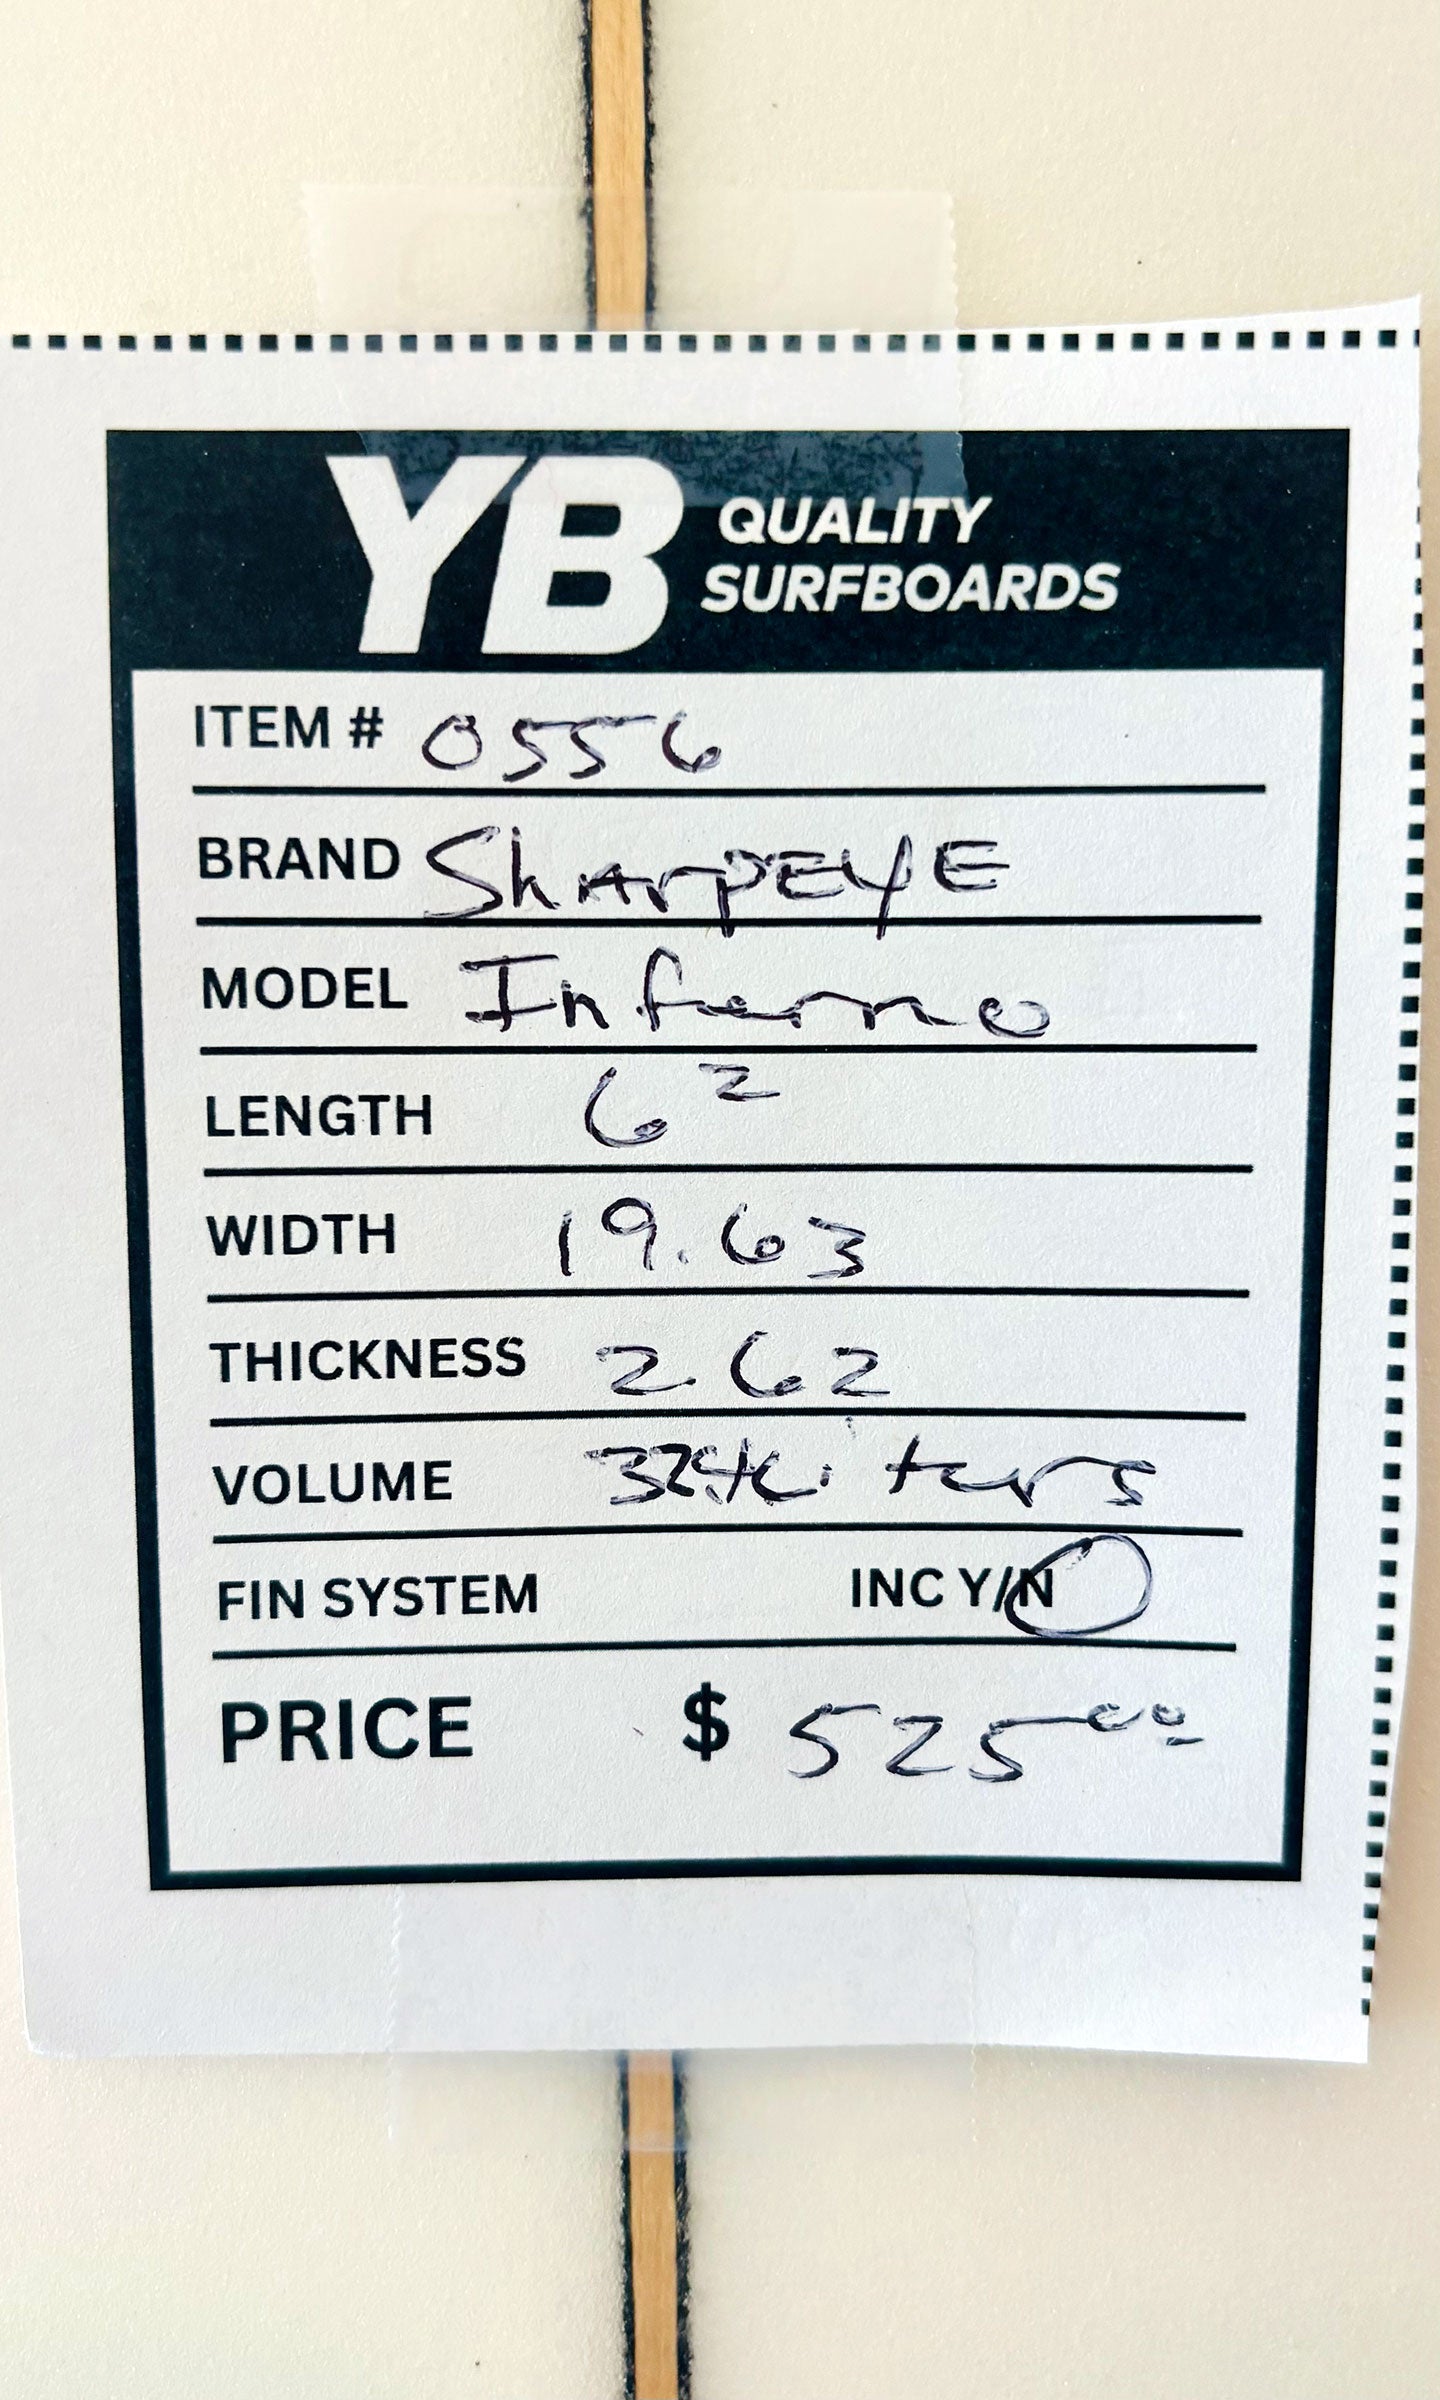 YB QUALITY
SURFBOARDS
ITEM # 0556
BRAND SharpEYE
MODEL Inferno
LENGTH 6²
WIDTH 19.63
THICKNESS 2.62
VOLUME
FIN SYSTEM INC Y/N
PRICE $ 525⁰⁰